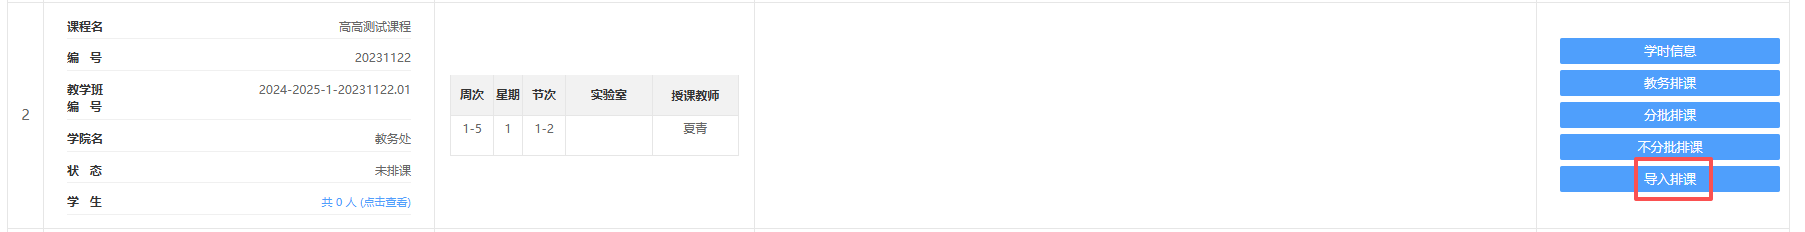 2
课程名 高高测试课程
编 号 20231122
教学班编 号 2024-2025-1-20231122.01
学院名 教务处
状 态 未排课
学 生 共 0 人 (点击查看)
周次 星期 节次 实验室 授课教师
1-5 1 1-2 夏青
学时信息
教务排课
分批排课
不分批排课
导入排课